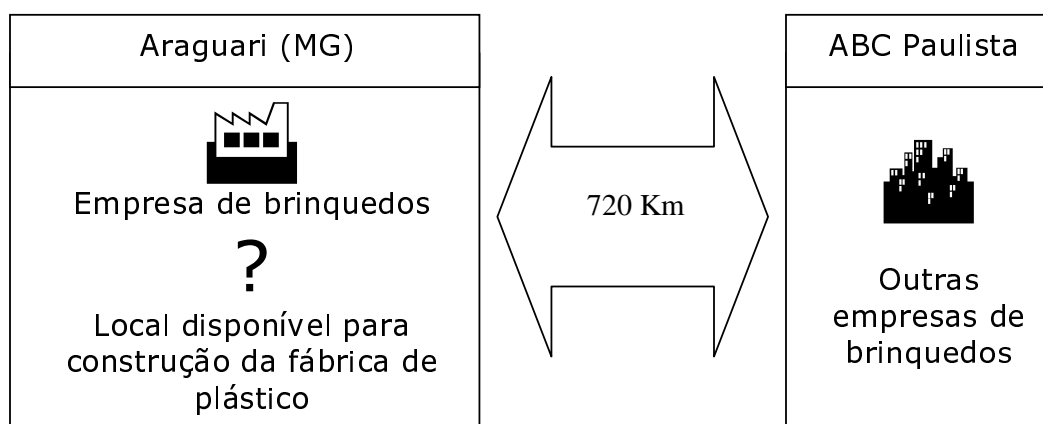 Araguari (MG)
Empresa de brinquedos
?
Local disponível para
construção da fábrica de
plástico
720 Km
ABC Paulista
Outras
empresas de
brinquedos